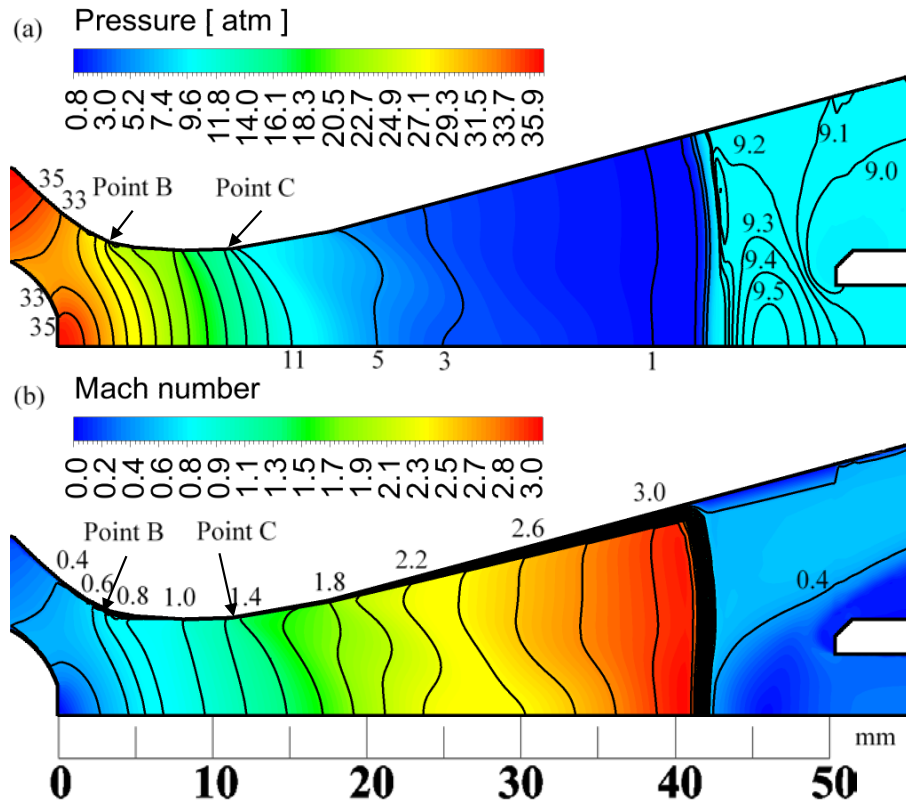 (a) Pressure [ atm ]
0.8 3.0 5.2 7.4 9.6 11.8 14.0 16.1 18.3 20.5 22.7 24.9 27.1 29.3 31.5 33.7 35.9
35 33 Point B Point C 9.2 9.1 9.0
9.3
33 9.4
35 9.5
11 5 3 1
(b) Mach number
0.0 0.2 0.4 0.6 0.8 0.9 1.1 1.3 1.5 1.7 1.9 2.1 2.3 2.5 2.7 2.8 3.0
0.4 Point B Point C 1.8 2.2 2.6 3.0
0.6 0.8 1.0 1.4 0.4
mm
0 10 20 30 40 50